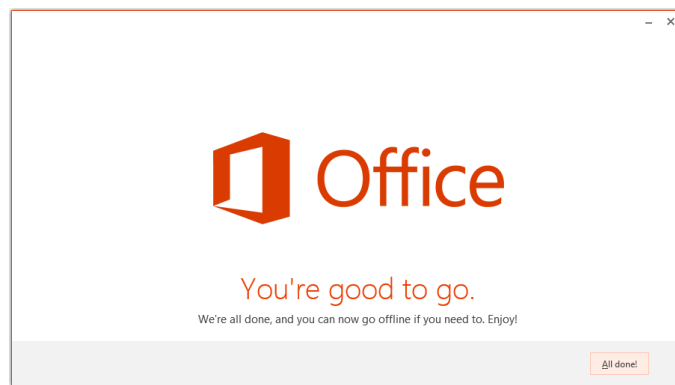 Office
You're good to go.
We're all done, and you can now go offline if you need to. Enjoy!
All done!